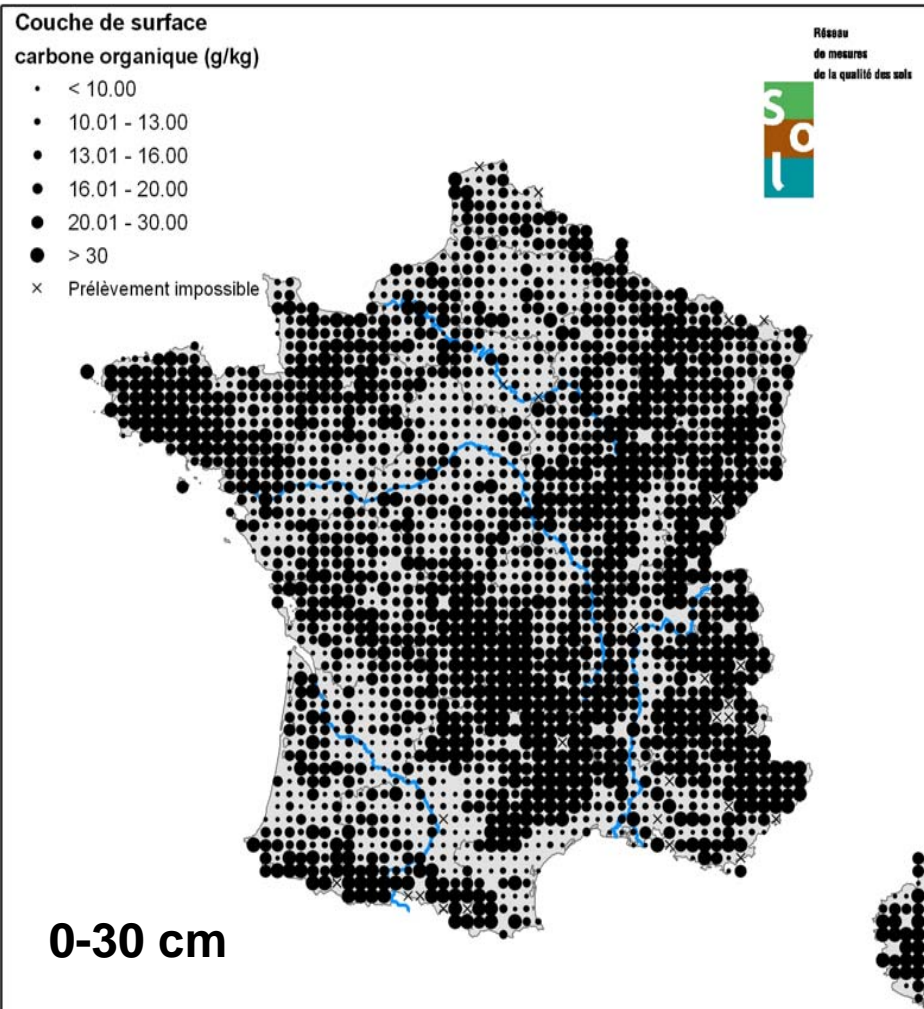 Couche de surface
carbone organique (g/kg)
< 10.00
10.01 - 13.00
13.01 - 16.00
16.01 - 20.00
20.01 - 30.00
> 30
× Prélèvement impossible
Réseau
de mesures
de la qualité des sols
sol
0-30 cm